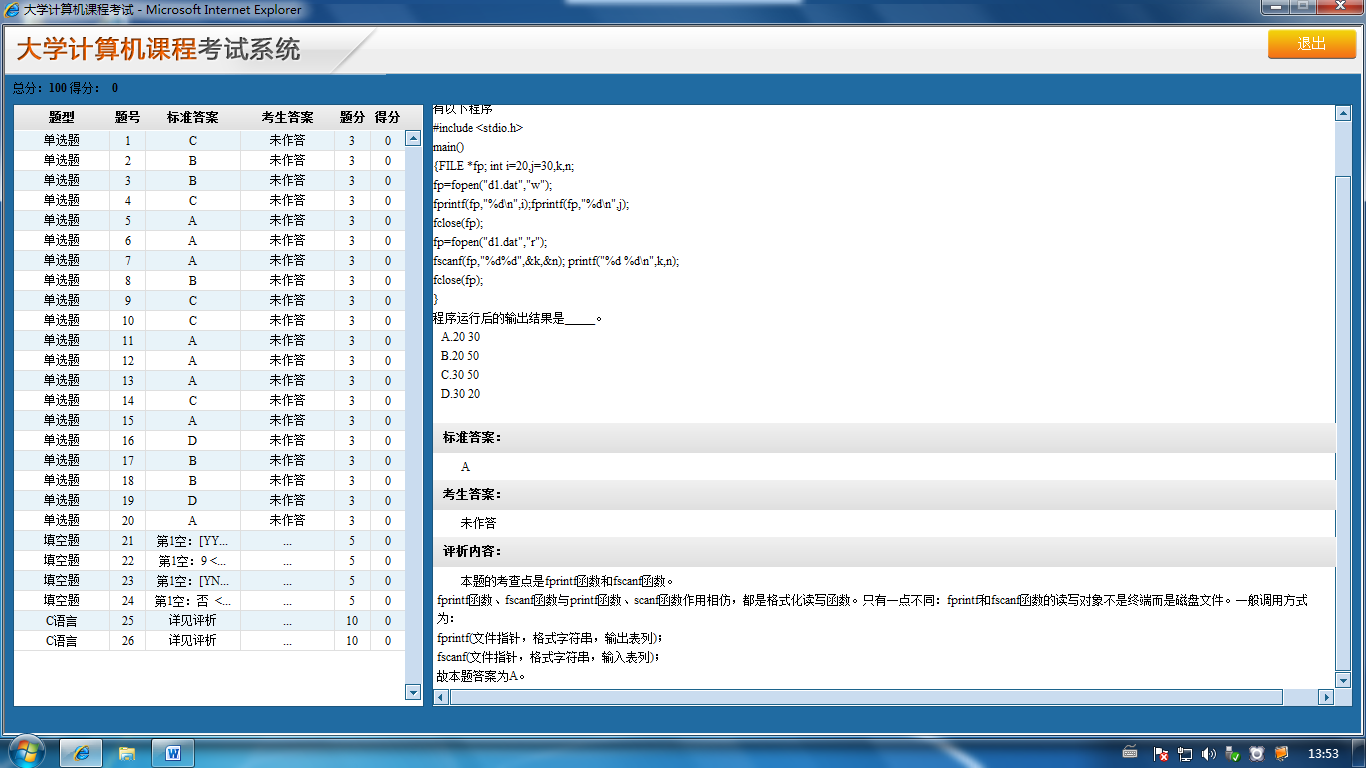 大学计算机课程考试 - Microsoft Internet Explorer
大学计算机课程考试系统
退出
总分：100 得分： 0
题型 题号 标准答案 考生答案 题分 得分
单选题 1 C 未作答 3 0
单选题 2 B 未作答 3 0
单选题 3 B 未作答 3 0
单选题 4 C 未作答 3 0
单选题 5 A 未作答 3 0
单选题 6 A 未作答 3 0
单选题 7 A 未作答 3 0
单选题 8 B 未作答 3 0
单选题 9 C 未作答 3 0
单选题 10 C 未作答 3 0
单选题 11 A 未作答 3 0
单选题 12 A 未作答 3 0
单选题 13 A 未作答 3 0
单选题 14 C 未作答 3 0
单选题 15 A 未作答 3 0
单选题 16 D 未作答 3 0
单选题 17 B 未作答 3 0
单选题 18 B 未作答 3 0
单选题 19 D 未作答 3 0
单选题 20 A 未作答 3 0
填空题 21 第1空：[YY... ... 5 0
填空题 22 第1空：9 <... ... 5 0
填空题 23 第1空：[YN... ... 5 0
填空题 24 第1空：否 <... ... 5 0
C语言 25 详见评析 ... 10 0
C语言 26 详见评析 ... 10 0
有以下程序
#include <stdio.h>
main()
{FILE *fp; int i=20,j=30,k,n;
fp=fopen("d1.dat","w");
fprintf(fp,"%d\n",i);fprintf(fp,"%d\n",j);
fclose(fp);
fp=fopen("d1.dat","r");
fscanf(fp,"%d%d",&k,&n); printf("%d %d\n",k,n);
fclose(fp);
}
程序运行后的输出结果是_____。
A.20 30
B.20 50
C.30 50
D.30 20
标准答案：
A
考生答案：
未作答
评析内容：
本题的考查点是fprintf函数和fscanf函数。
fprintf函数、fscanf函数与printf函数、scanf函数作用相仿，都是格式化读写函数。只有一点不同：fprintf和fscanf函数的读写对象不是终端而是磁盘文件。一般调用方式
为：
fprintf(文件指针，格式字符串，输出表列)；
fscanf(文件指针，格式字符串，输入表列)；
故本题答案为A。
13:53